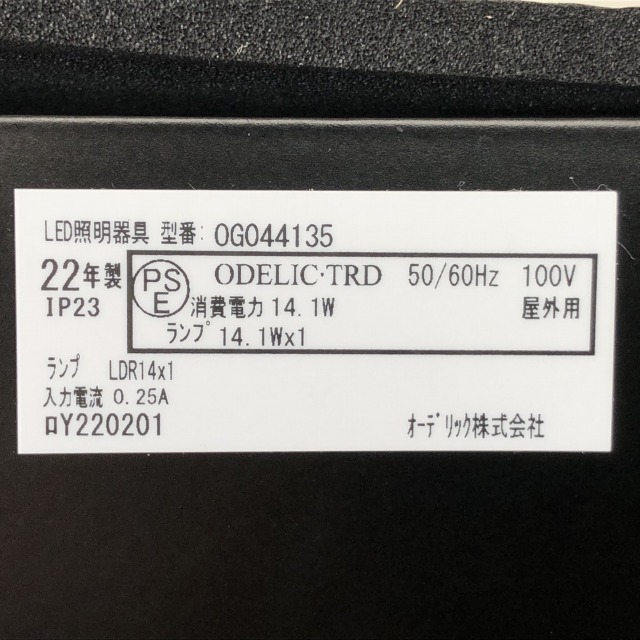 LED照明器具 型番: OG044135
22年製 PSE ODELIC・TRD 50/60Hz 100V
IP23 消費電力 14.1W 屋外用
ﾗﾝﾌﾟ 14.1Wx1
ﾗﾝﾌﾟ LDR14x1
入力電流 0.25A
ロY220201 ｵｰﾃﾞﾘｯｸ株式会社